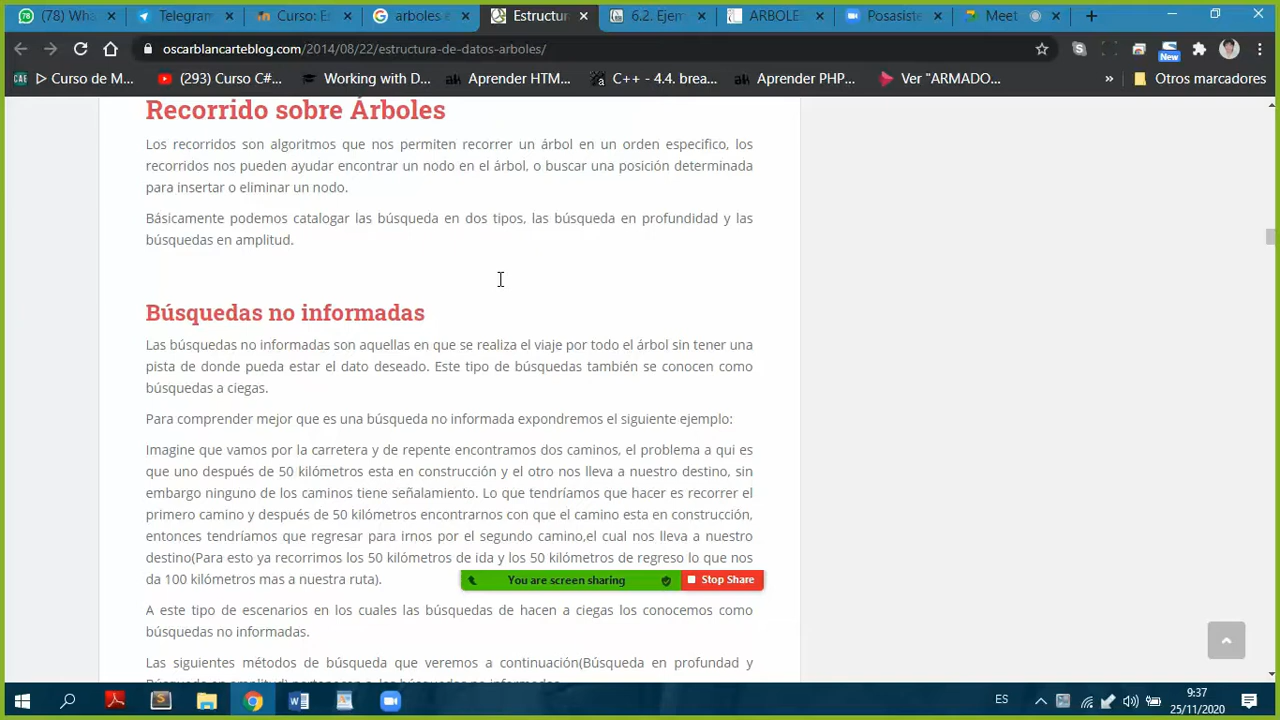 (78) Wha
Telegram
Curso: Es
arboles e
Estructur
6.2. Ejem
ARBOLES
Posasiste
Meet
oscarblancarteblog.com/2014/08/22/estructura-de-datos-arboles/
New
CAE
Curso de M...
(293) Curso C#...
Working with D...
ak
Aprender HTM...
C++ - 4.4. brea...
ak
Aprender PHP...
Ver "ARMADO...
»
Otros marcadores
Recorrido sobre Árboles
Los recorridos son algoritmos que nos permiten recorrer un árbol en un orden especifico, los
recorridos nos pueden ayudar encontrar un nodo en el árbol, o buscar una posición determinada
para insertar o eliminar un nodo.
Básicamente podemos catalogar las búsqueda en dos tipos, las búsqueda en profundidad y las
búsquedas en amplitud.
Búsquedas no informadas
Las búsquedas no informadas son aquellas en que se realiza el viaje por todo el árbol sin tener una
pista de donde pueda estar el dato deseado. Este tipo de búsquedas también se conocen como
búsquedas a ciegas.
Para comprender mejor que es una búsqueda no informada expondremos el siguiente ejemplo:
Imagine que vamos por la carretera y de repente encontramos dos caminos, el problema a qui es
que uno después de 50 kilómetros esta en construcción y el otro nos lleva a nuestro destino, sin
embargo ninguno de los caminos tiene señalamiento. Lo que tendríamos que hacer es recorrer el
primero camino y después de 50 kilómetros encontrarnos con que el camino esta en construcción,
entonces tendríamos que regresar para irnos por el segundo camino,el cual nos lleva a nuestro
destino(Para esto ya recorrimos los 50 kilómetros de ida y los 50 kilómetros de regreso lo que nos
da 100 kilómetros mas a nuestra ruta).
You are screen sharing
Stop Share
A este tipo de escenarios en los cuales las búsquedas de hacen a ciegas los conocemos como
búsquedas no informadas.
Las siguientes métodos de búsqueda que veremos a continuación(Búsqueda en profundad y
ES
9:37
25/11/2020